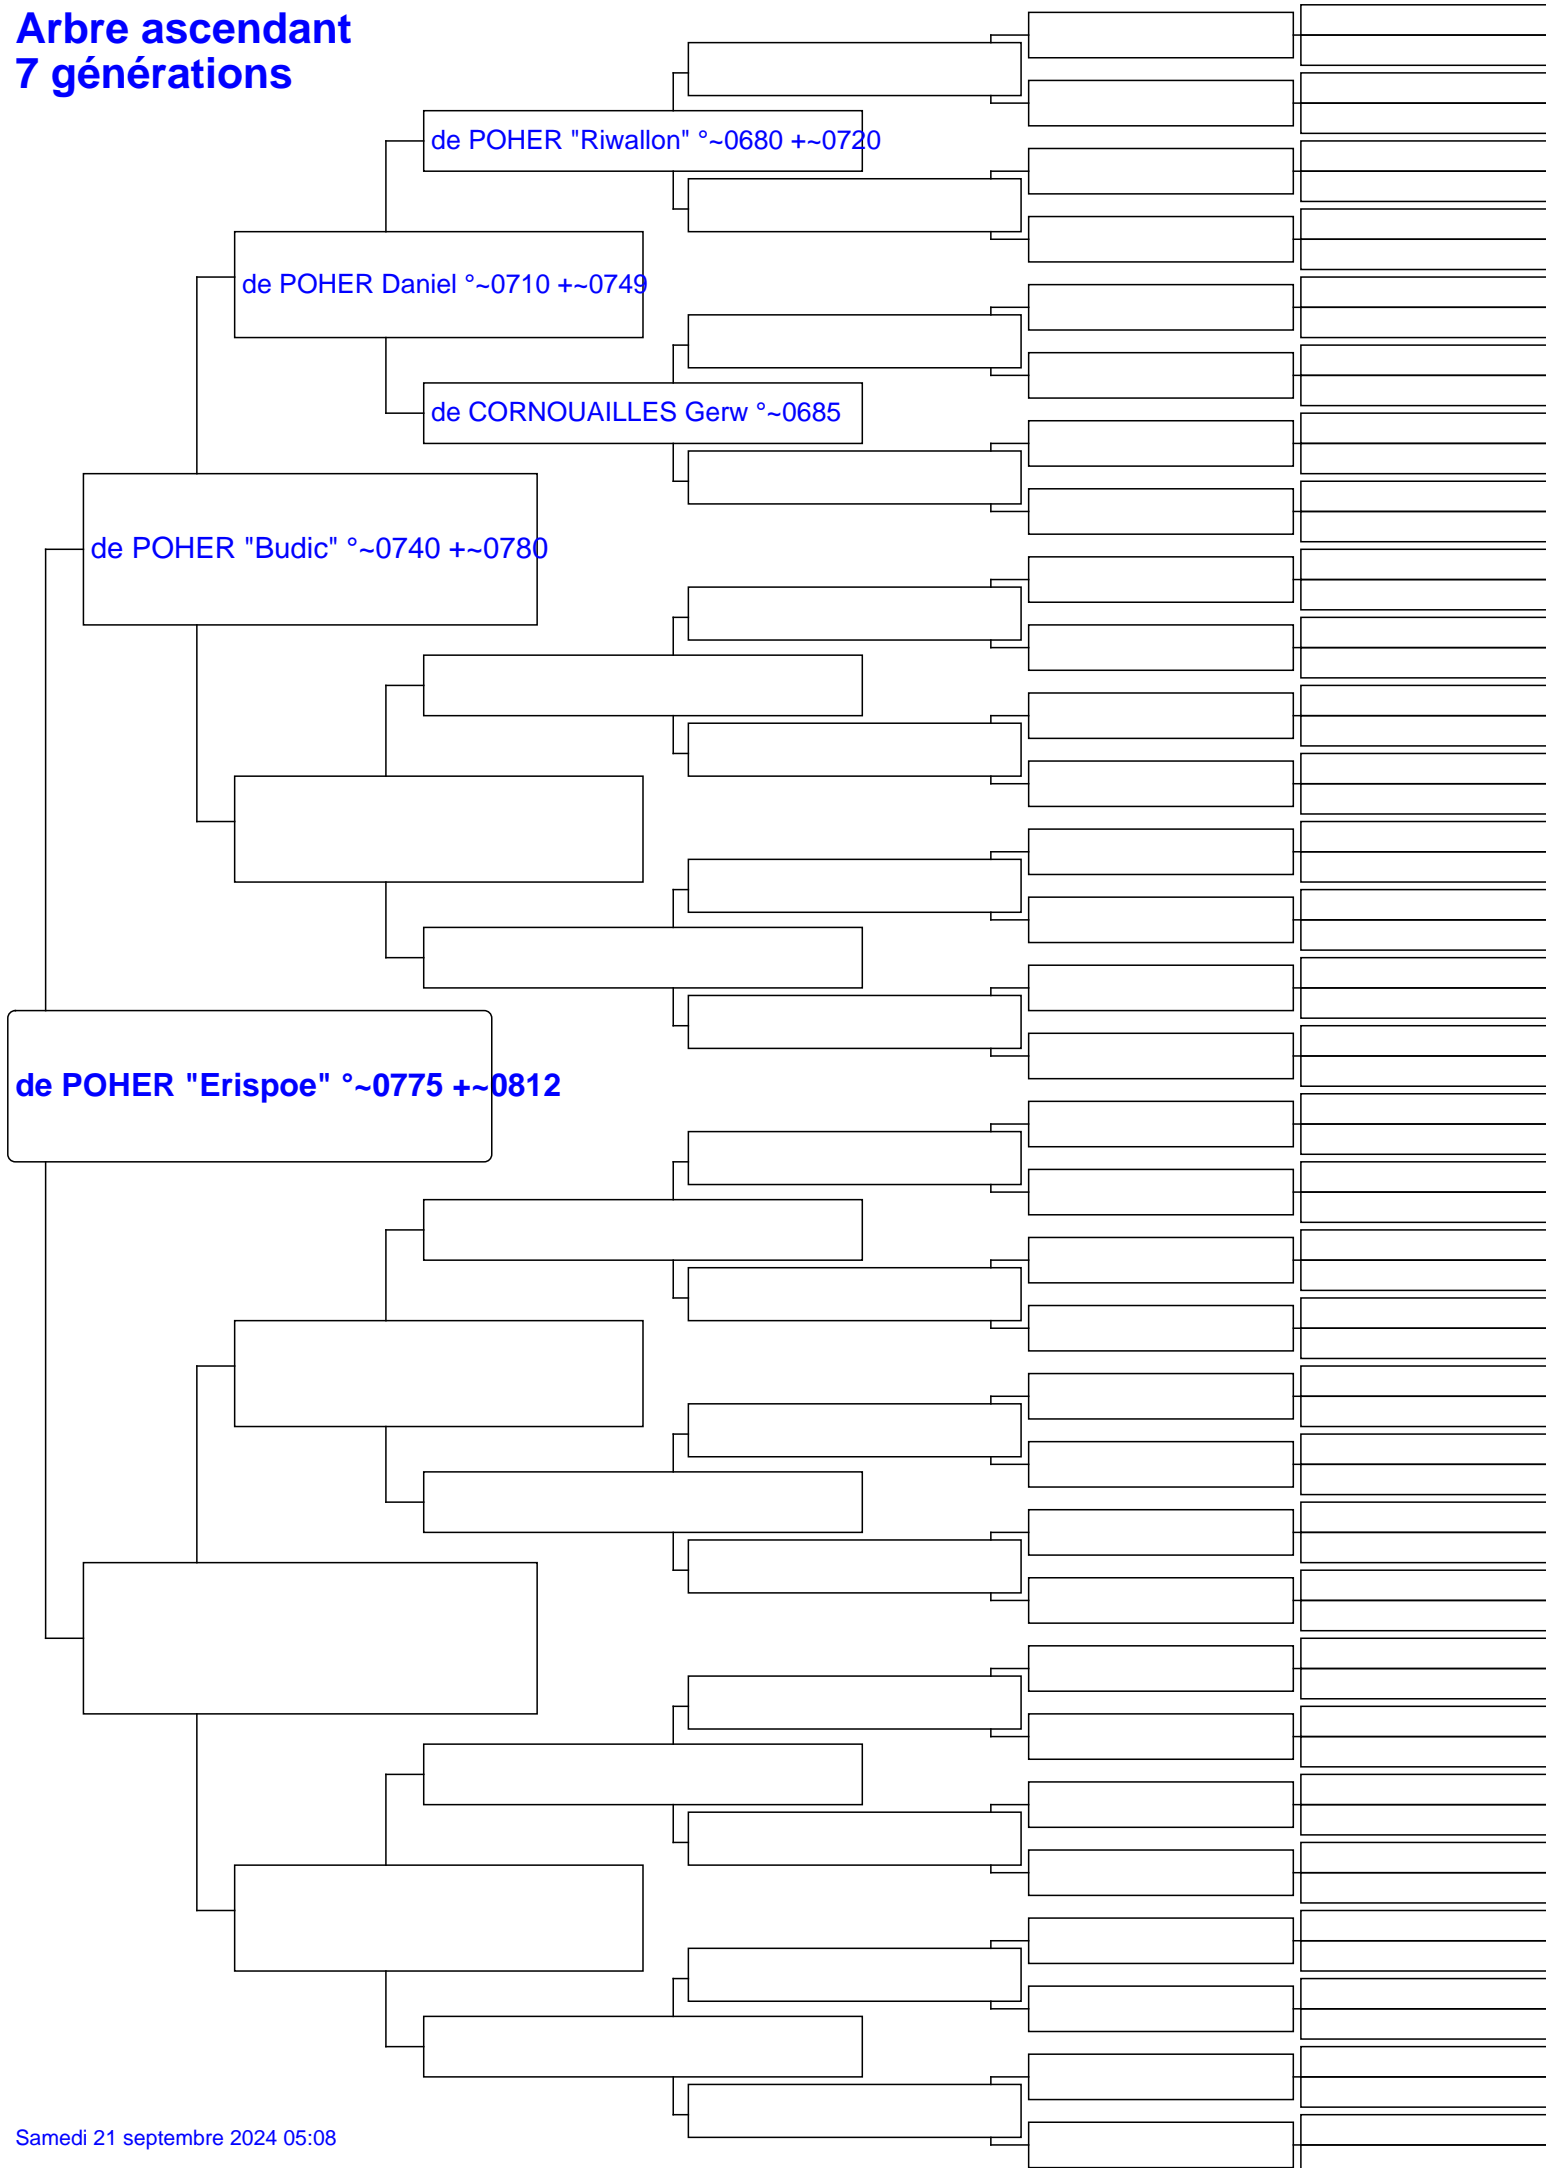 Arbre ascendant
7 générations
de POHER "Riwallon" °~0680 +~0720
de POHER Daniel °~0710 +~0749
de CORNOUAILLES Gerw °~0685
de POHER "Budic" °~0740 +~0780
de POHER "Erispoe" °~0775 +~0812
Samedi 21 septembre 2024 05:08